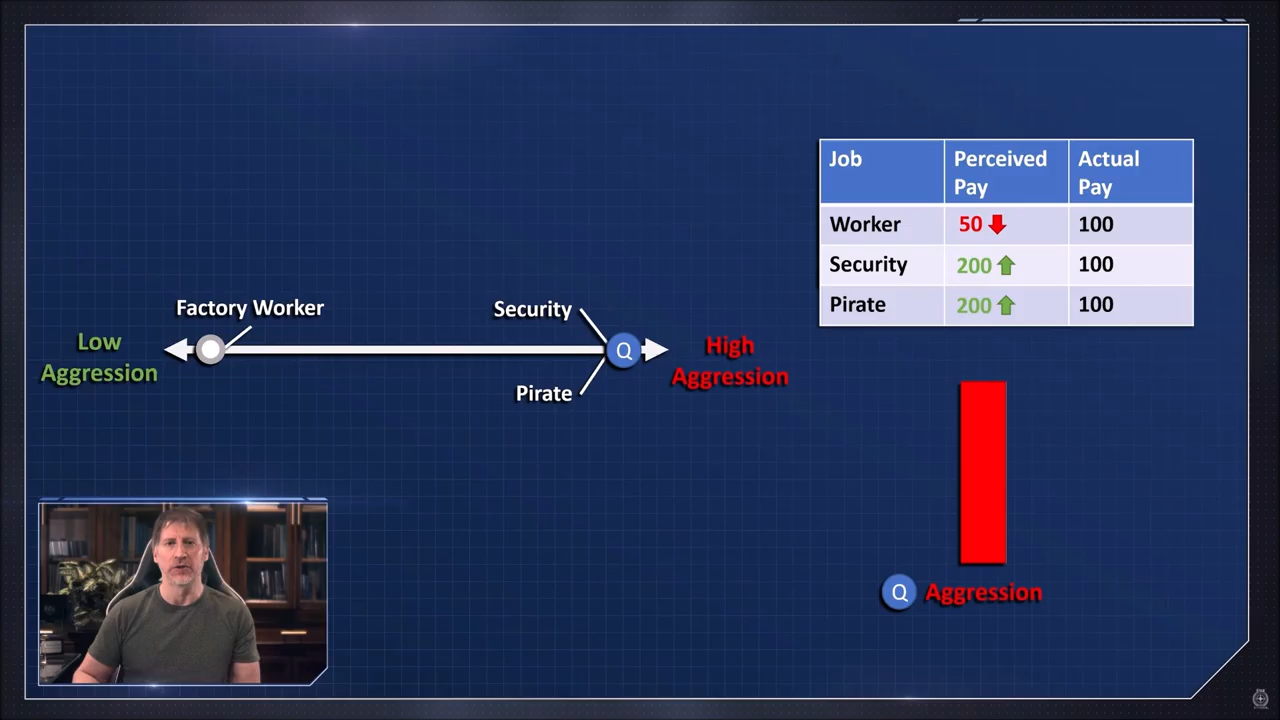 Job
Perceived Pay
Actual Pay
Worker
50
100
Security
200
100
Pirate
200
100
Factory Worker
Security
Low
Aggression
Q
High
Aggression
Pirate
Q
Aggression